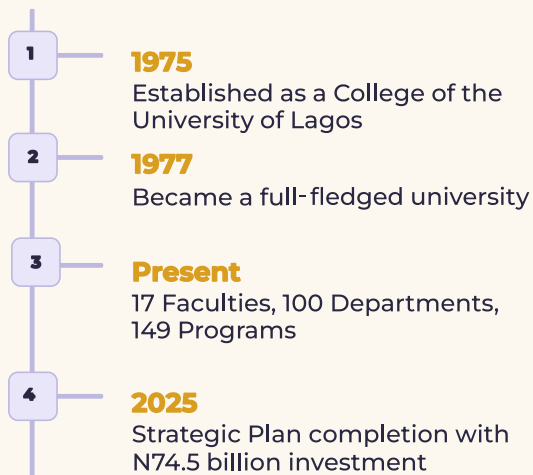 1
1975
Established as a College of the
University of Lagos
2
1977
Became a full-fledged university
3
Present
17 Faculties, 100 Departments,
149 Programs
4
2025
Strategic Plan completion with
N74.5 billion investment